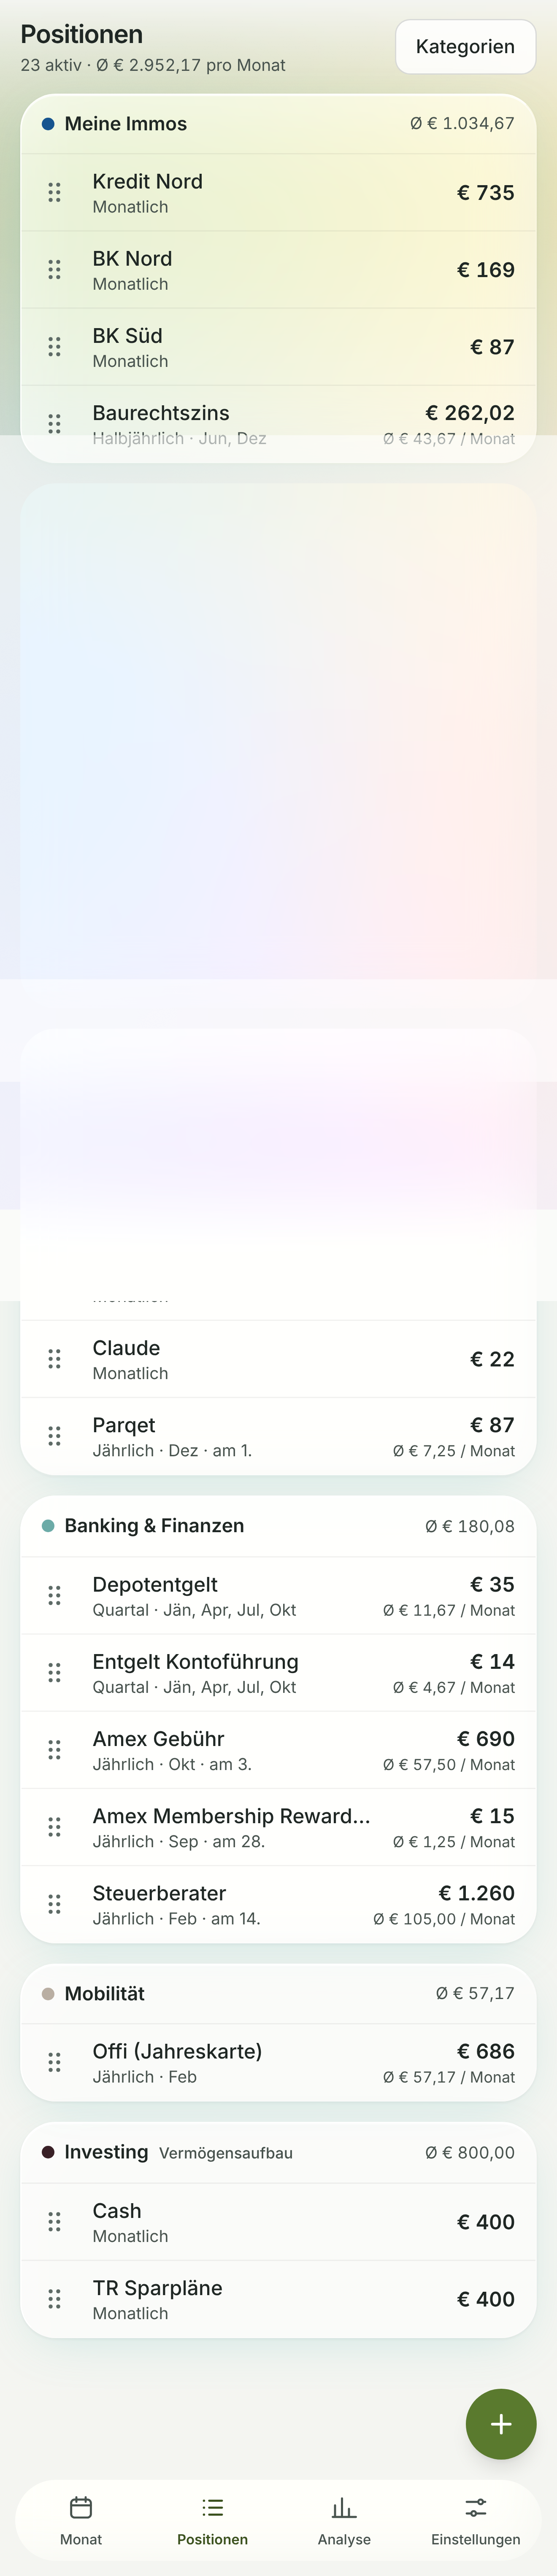 Positionen
23 aktiv · Ø € 2.952,17 pro Monat
Kategorien
Meine Immos Ø € 1.034,67
Kredit Nord € 735
Monatlich
BK Nord € 169
Monatlich
BK Süd € 87
Monatlich
Baurechtszins € 262,02
Halbjährlich · Jun, Dez Ø € 43,67 / Monat
Claude € 22
Monatlich
Parqet € 87
Jährlich · Dez · am 1. Ø € 7,25 / Monat
Banking & Finanzen Ø € 180,08
Depotentgelt € 35
Quartal · Jän, Apr, Jul, Okt Ø € 11,67 / Monat
Entgelt Kontoführung € 14
Quartal · Jän, Apr, Jul, Okt Ø € 4,67 / Monat
Amex Gebühr € 690
Jährlich · Okt · am 3. Ø € 57,50 / Monat
Amex Membership Reward... € 15
Jährlich · Sep · am 28. Ø € 1,25 / Monat
Steuerberater € 1.260
Jährlich · Feb · am 14. Ø € 105,00 / Monat
Mobilität Ø € 57,17
Offi (Jahreskarte) € 686
Jährlich · Feb Ø € 57,17 / Monat
Investing Vermögensaufbau Ø € 800,00
Cash € 400
Monatlich
TR Sparpläne € 400
Monatlich
Monat Positionen Analyse Einstellungen